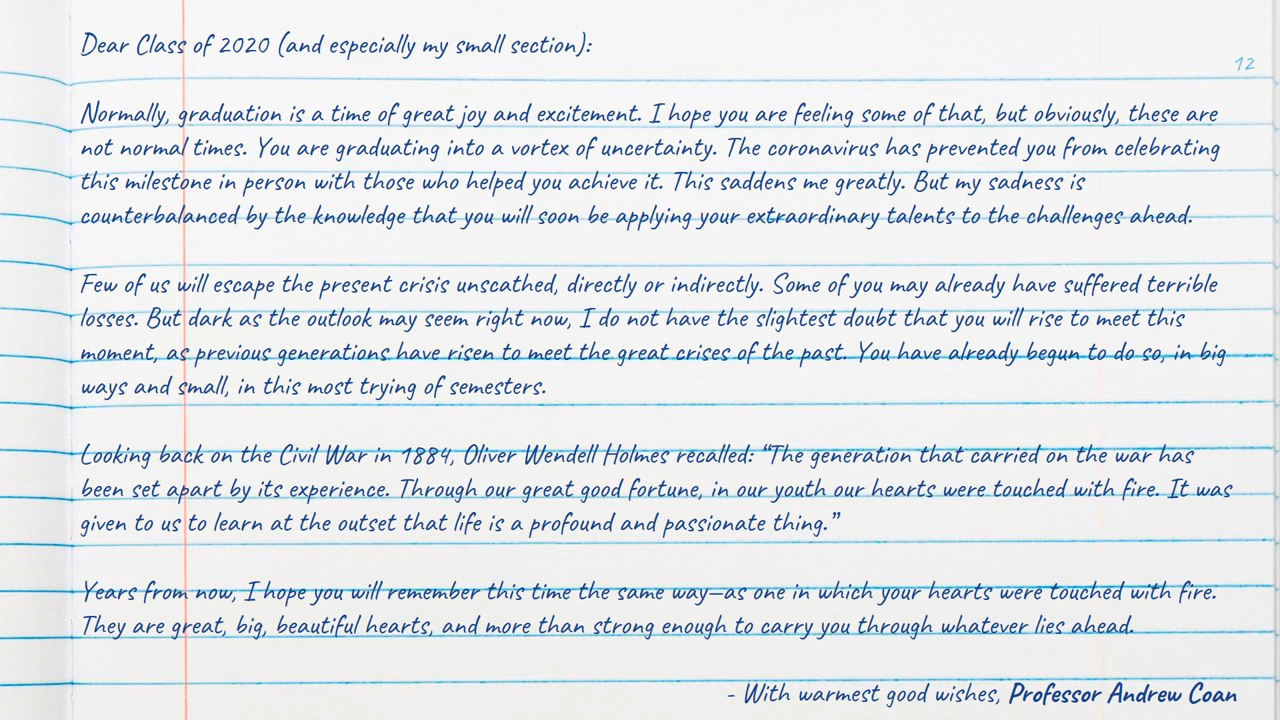 Dear Class of 2020 (and especially my small section):
12
Normally, graduation is a time of great joy and excitement. I hope you are feeling some of that, but obviously, these are
not normal times. You are graduating into a vortex of uncertainty. The coronavirus has prevented you from celebrating
this milestone in person with those who helped you achieve it. This saddens me greatly. But my sadness is
counterbalanced by the knowledge that you will soon be applying your extraordinary talents to the challenges ahead.
Few of us will escape the present crisis unscathed, directly or indirectly. Some of you may already have suffered terrible
losses. But dark as the outlook may seem right now, I do not have the slightest doubt that you will rise to meet this
moment, as previous generations have risen to meet the great crises of the past. You have already begun to do so, in big
ways and small, in this most trying of semesters.
Looking back on the Civil War in 1884, Oliver Wendell Holmes recalled: “The generation that carried on the war has
been set apart by its experience. Through our great good fortune, in our youth our hearts were touched with fire. It was
given to us to learn at the outset that life is a profound and passionate thing.”
Years from now, I hope you will remember this time the same way—as one in which your hearts were touched with fire.
They are great, big, beautiful hearts, and more than strong enough to carry you through whatever lies ahead.
- With warmest good wishes, Professor Andrew Coan